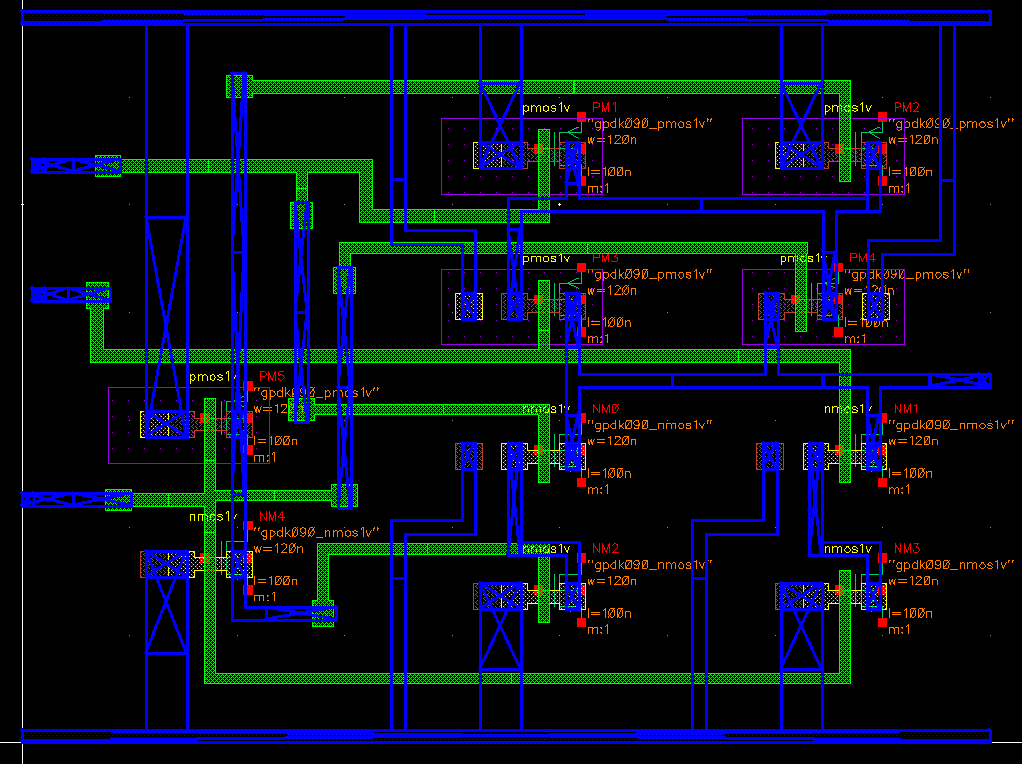 pmos1v PM1
"gpdk090_pmos1v"
w=120n
l=100n
m:1
pmos1v PM2
"gpdk090_pmos1v"
w=120n
l=100n
m:1
pmos1v PM3
"gpdk090_pmos1v"
w=120n
l=100n
m:1
pmos1v PM4
"gpdk090_pmos1v"
w=120n
l=100n
m:1
pmos1v PM5
"gpdk090_pmos1v"
w=120n
l=100n
m:1
nmos1v NM0
"gpdk090_nmos1v"
w=120n
l=100n
m:1
nmos1v NM1
"gpdk090_nmos1v"
w=120n
l=100n
m:1
nmos1v NM4
"gpdk090_nmos1v"
w=120n
l=100n
m:1
nmos1v NM2
"gpdk090_nmos1v"
w=120n
l=100n
m:1
nmos1v NM3
"gpdk090_nmos1v"
w=120n
l=100n
m:1